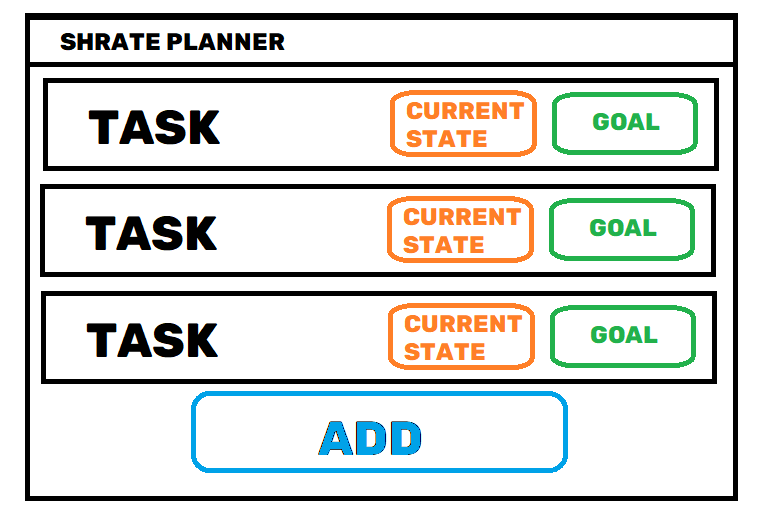 SHRATE PLANNER
TASK
CURRENT
STATE
GOAL
TASK
CURRENT
STATE
GOAL
TASK
CURRENT
STATE
GOAL
ADD